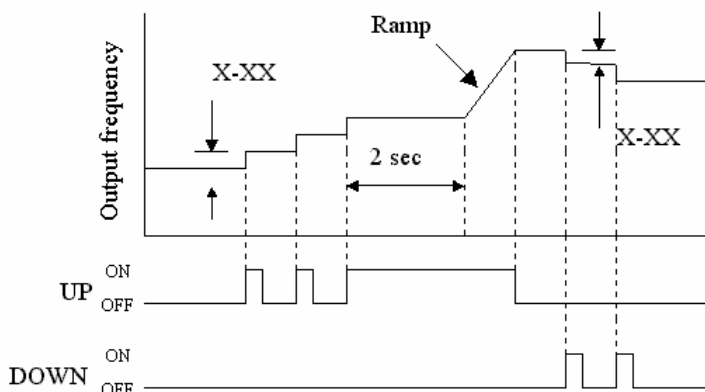 Ramp
X-XX
Output frequency
X-XX
2 sec
ON
UP
OFF
ON
DOWN
OFF